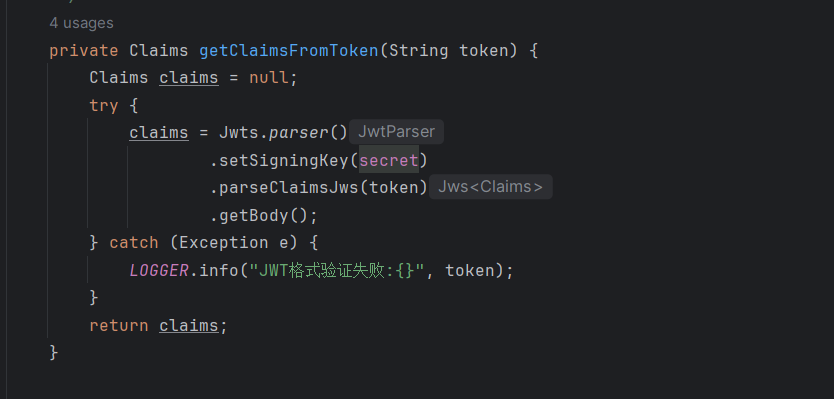 4 usages
private Claims getClaimsFromToken(String token) {
Claims claims = null;
try {
claims = Jwts.parser() JwtParser
.setSigningKey(secret)
.parseClaimsJws(token) Jws<Claims>
.getBody();
} catch (Exception e) {
LOGGER.info("JWT格式验证失败:{}", token);
}
return claims;
}